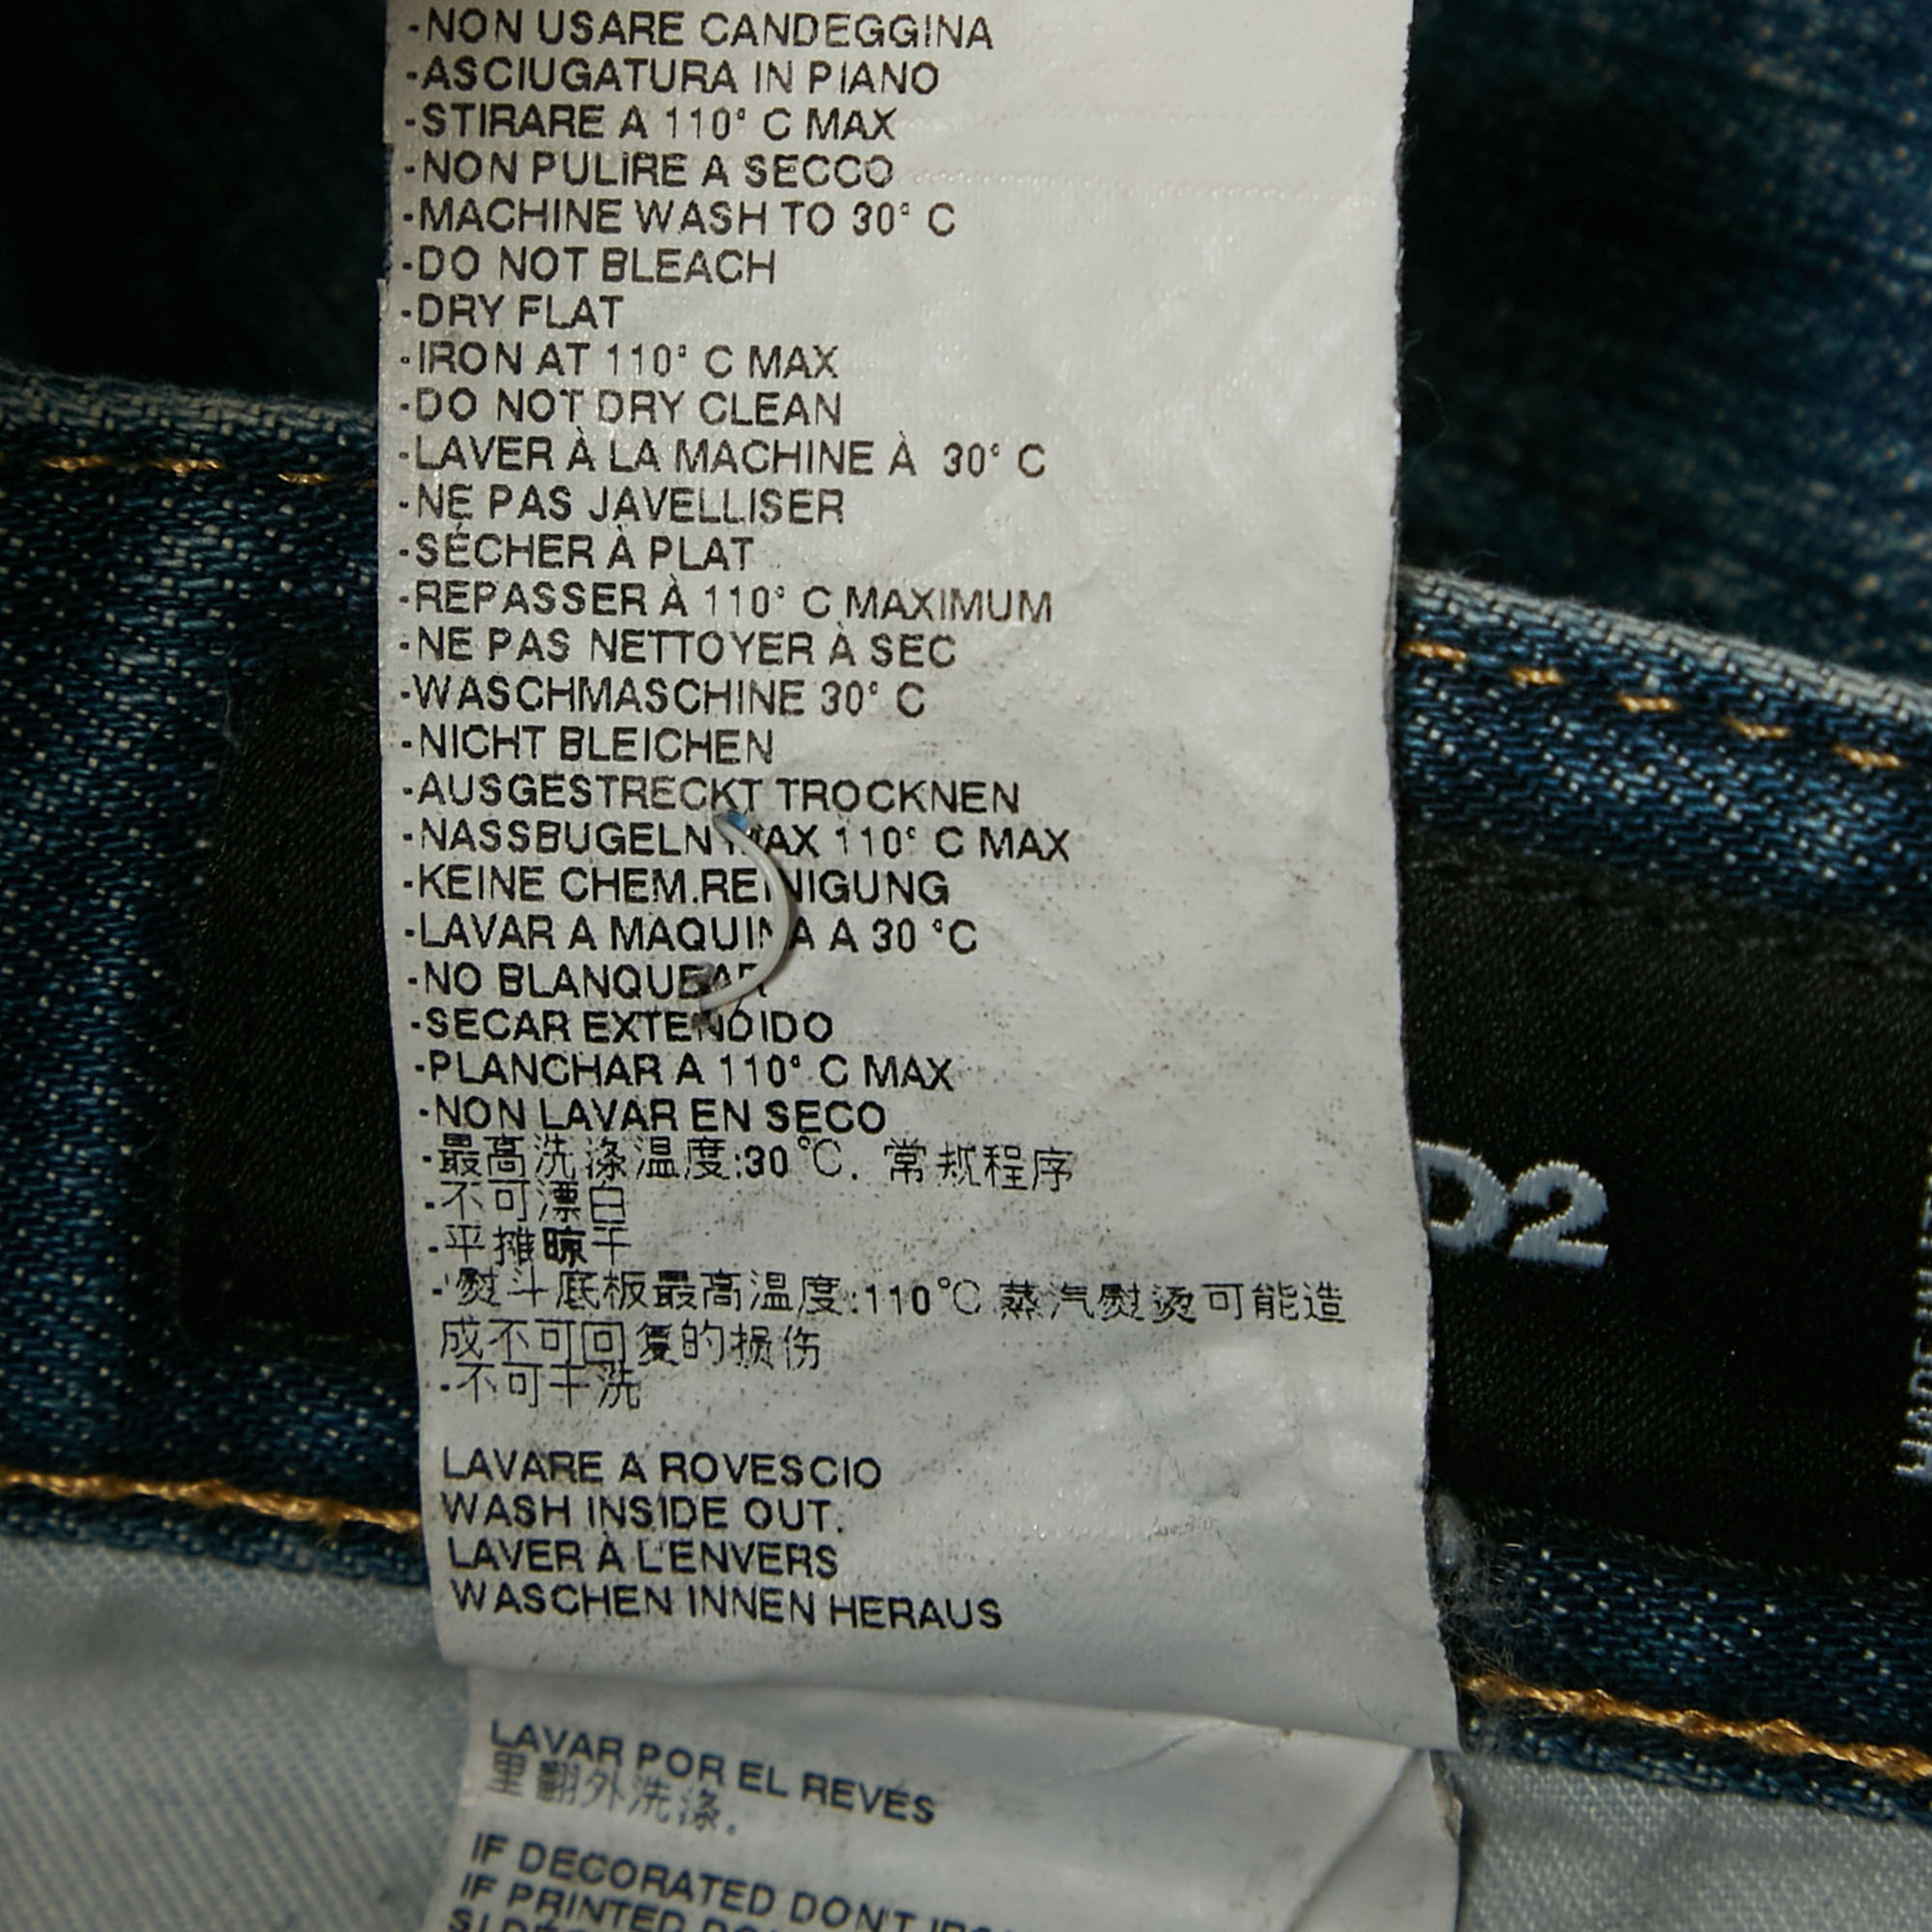 -NON USARE CANDEGGINA
-ASCIUGATURA IN PIANO
-STIRARE A 110° C MAX
-NON PULIRE A SECCO
-MACHINE WASH TO 30° C
-DO NOT BLEACH
-DRY FLAT
-IRON AT 110° C MAX
-DO NOT DRY CLEAN
-LAVER À LA MACHINE À 30° C
-NE PAS JAVELLISER
-SÉCHER À PLAT
-REPASSER À 110° C MAXIMUM
-NE PAS NETTOYER À SEC
-WASCHMASCHINE 30° C
-NICHT BLEICHEN
-AUSGESTRECKT TROCKNEN
-NASSBUGELN MAX 110° C MAX
-KEINE CHEM.REINIGUNG
-LAVAR A MAQUINA A 30 °C
-NO BLANQUEAR
-SECAR EXTENDIDO
-PLANCHAR A 110° C MAX
-NON LAVAR EN SECO
-最高洗涤温度:30℃. 常规程序
-不可漂白
-平摊晾干
-熨斗底板最高温度:110℃ 蒸汽熨烫可能造
成不可回复的损伤
-不可干洗
LAVARE A ROVESCIO
WASH INSIDE OUT.
LAVER À L'ENVERS
WASCHEN INNEN HERAUS
LAVAR POR EL REVÉS
里翻外洗涤。
IF DECORATED DON'T
IF PRINTED
D2